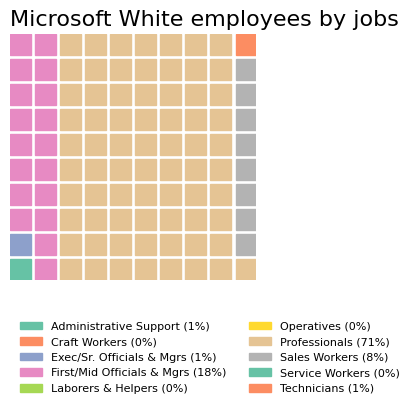 Microsoft White employees by jobs
Administrative Support (1%)
Craft Workers (0%)
Exec/Sr. Officials & Mgrs (1%)
First/Mid Officials & Mgrs (18%)
Laborers & Helpers (0%)
Operatives (0%)
Professionals (71%)
Sales Workers (8%)
Service Workers (0%)
Technicians (1%)